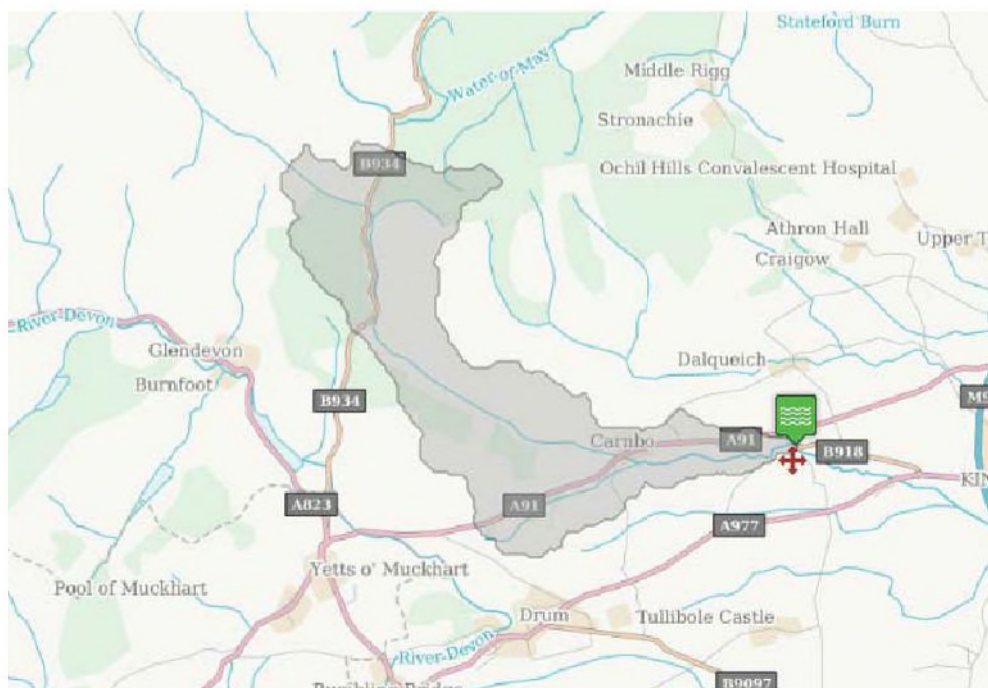 Stateford Burn
Middle Rigg
Water of May
Stronachie
B934
Ochil Hills Convalescent Hospital
Athron Hall
Upper T
Craigow
River Devon
Glendevon
Dalqueich
Burnfoot
B934
M9
Carnbo
A91
B918
KIN
A823
A91
A977
Yetts o' Muckhart
Pool of Muckhart
Drum
Tullibole Castle
River Devon
B9097